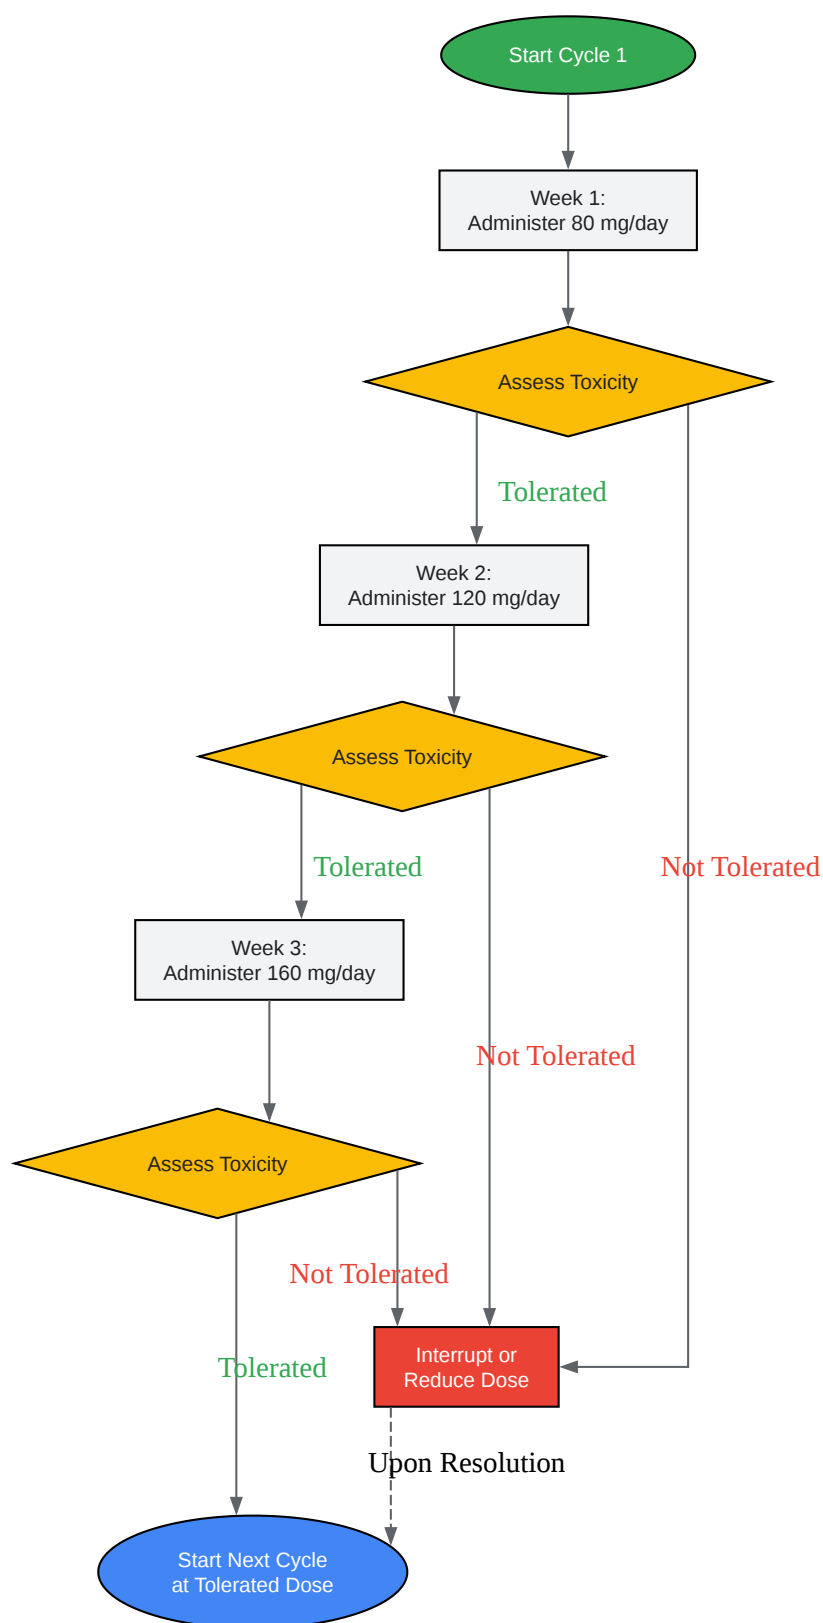 Start Cycle 1
Week 1:
Administer 80 mg/day
Assess Toxicity
Tolerated
Week 2:
Administer 120 mg/day
Assess Toxicity
Tolerated
Not Tolerated
Week 3:
Administer 160 mg/day
Not Tolerated
Assess Toxicity
Not Tolerated
Tolerated
Interrupt or
Reduce Dose
Upon Resolution
Start Next Cycle
at Tolerated Dose